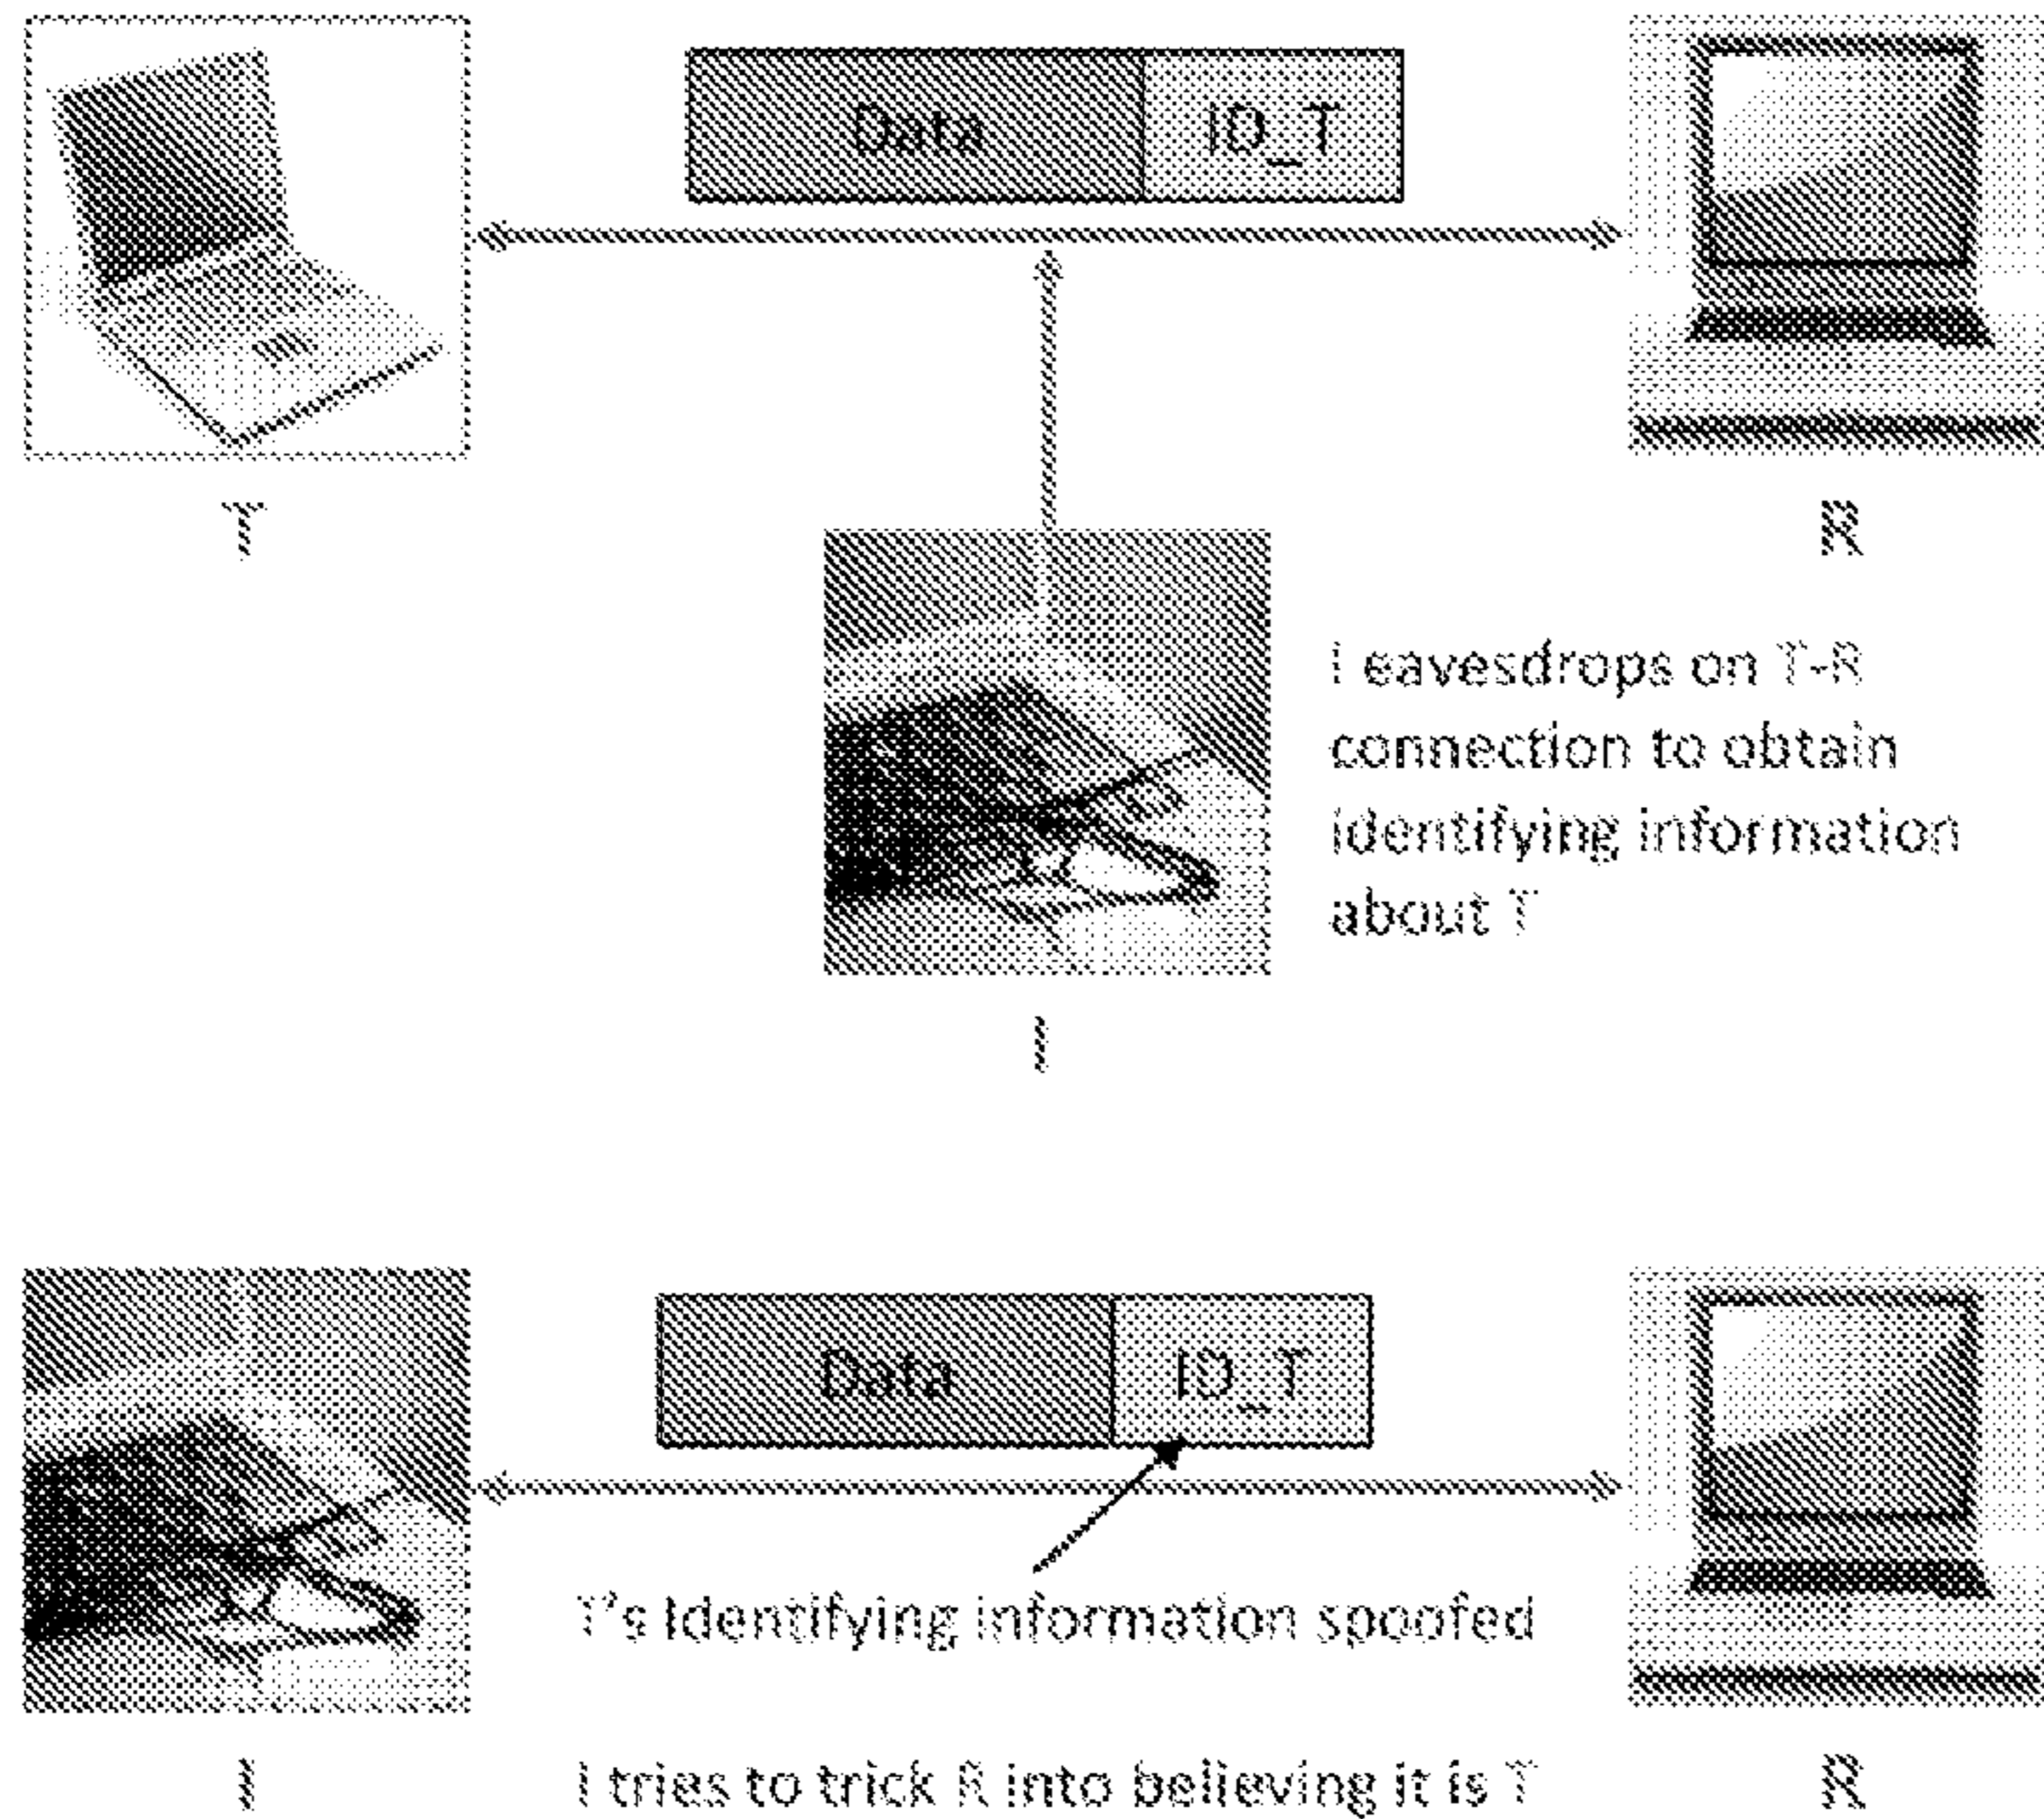 Data ID_T
T R
I eavesdrops on T-R
connection to obtain
identifying information
about T
I
Data ID_T
T's Identifying information spoofed
I I tries to trick R into believing it is T R